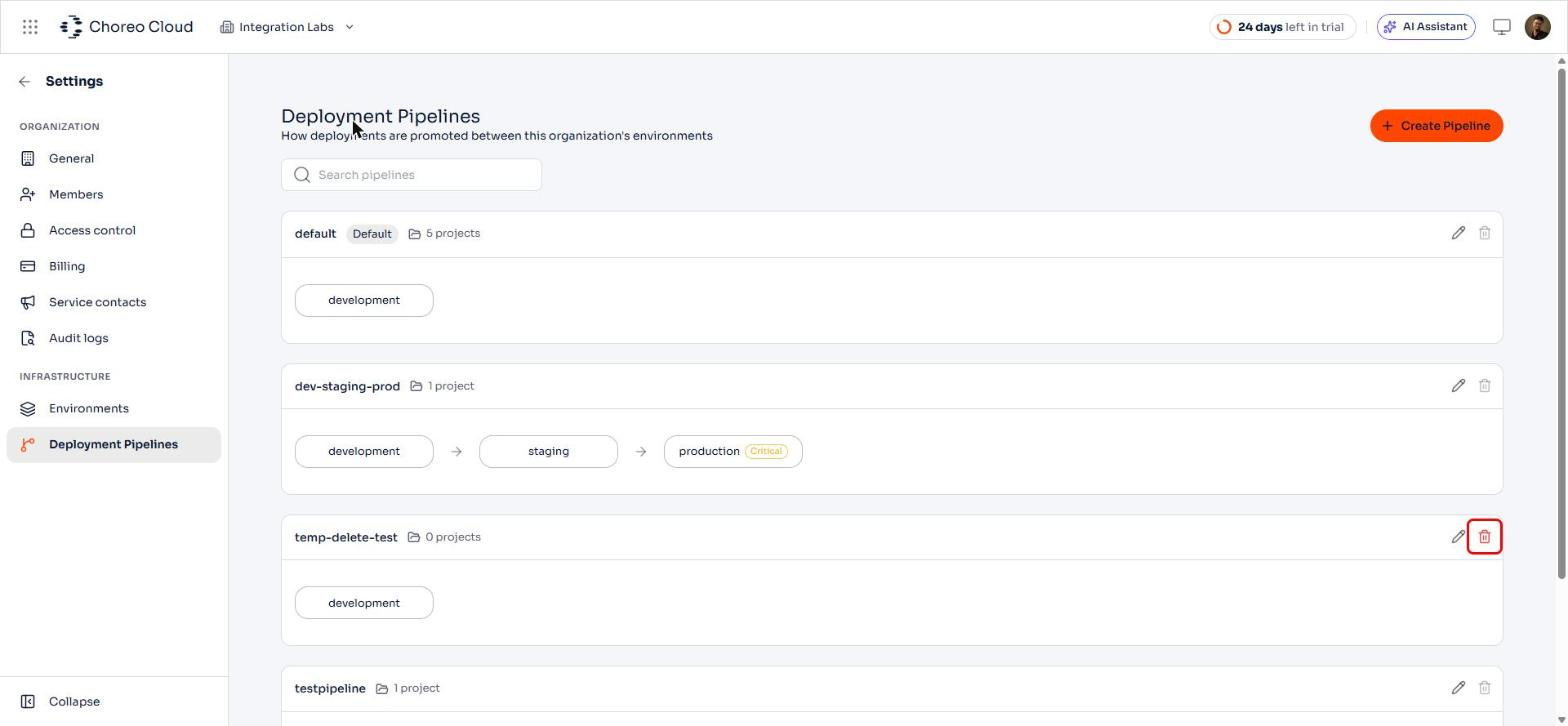 Choreo Cloud
Integration Labs
24 days left in trial
AI Assistant
Settings
ORGANIZATION
General
Members
Access control
Billing
Service contacts
Audit logs
INFRASTRUCTURE
Environments
Deployment Pipelines
Collapse
Deployment Pipelines
How deployments are promoted between this organization's environments
Create Pipeline
Search pipelines
default Default 5 projects
development
dev-staging-prod 1 project
development staging production Critical
temp-delete-test 0 projects
development
testpipeline 1 project